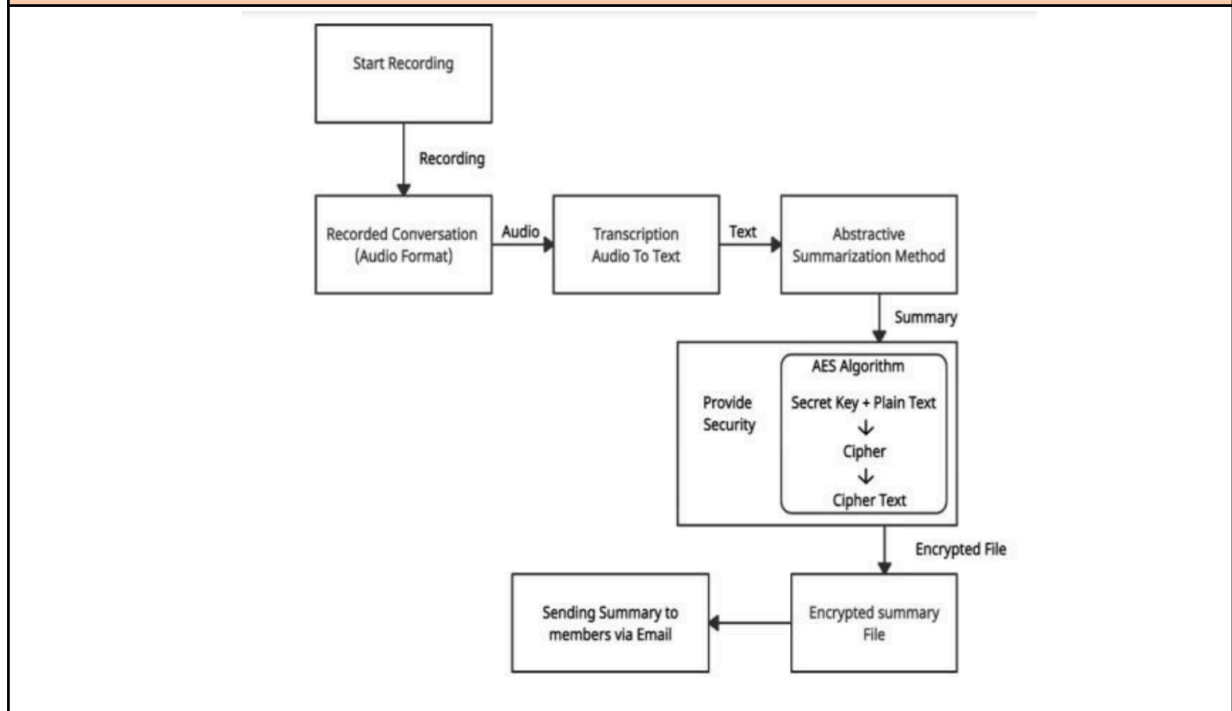 Start Recording
Recording
Recorded Conversation
(Audio Format)
Audio
Transcription
Audio To Text
Text
Abstractive
Summarization Method
Summary
Provide
Security
AES Algorithm
Secret Key + Plain Text
↓
Cipher
↓
Cipher Text
Encrypted File
Encrypted summary
File
Sending Summary to
members via Email